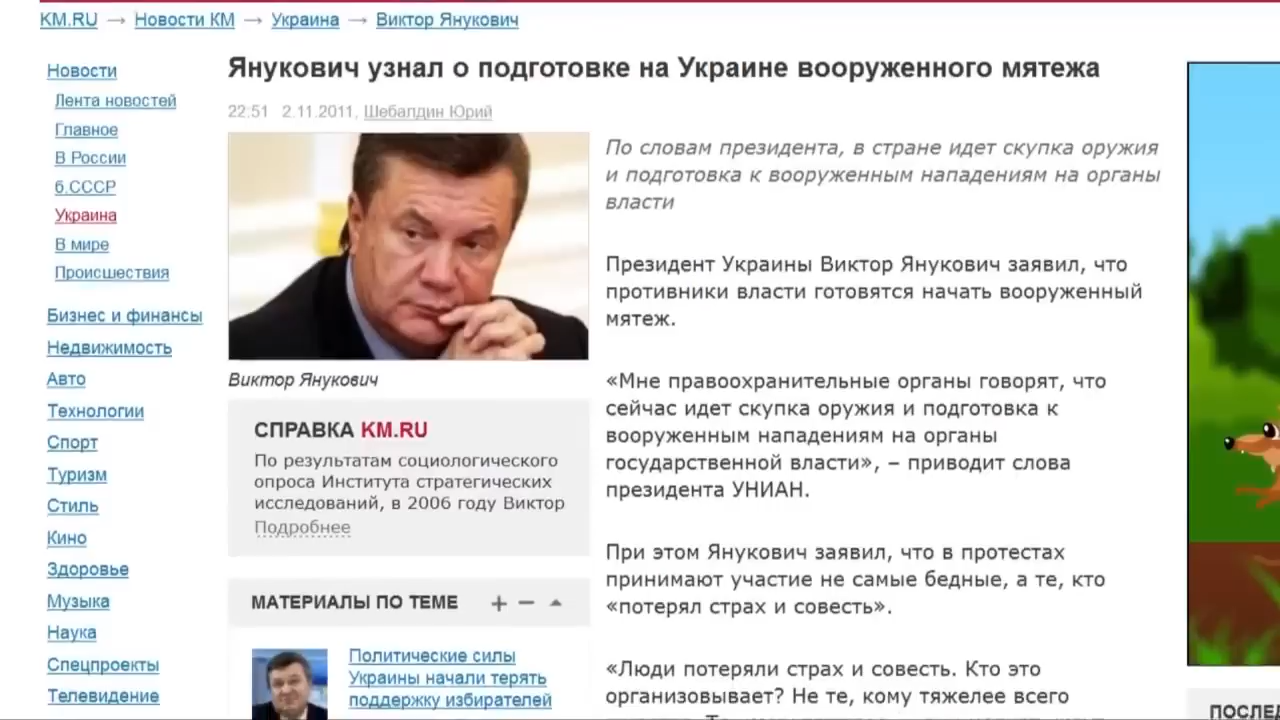 KM.RU → Новости КМ → Украина → Виктор Янукович
Новости
Лента новостей
Главное
В России
б.СССР
Украина
В мире
Происшествия
Бизнес и финансы
Недвижимость
Авто
Технологии
Спорт
Туризм
Стиль
Кино
Здоровье
Музыка
Наука
Спецпроекты
Телевидение
Янукович узнал о подготовке на Украине вооруженного мятежа
22:51 2.11.2011, Шебалдин Юрий
Виктор Янукович
СПРАВКА KM.RU
По результатам социологического
опроса Института стратегических
исследований, в 2006 году Виктор
Подробнее
МАТЕРИАЛЫ ПО ТЕМЕ
Политические силы
Украины начали терять
поддержку избирателей
По словам президента, в стране идет скупка оружия
и подготовка к вооруженным нападениям на органы
власти
Президент Украины Виктор Янукович заявил, что
противники власти готовятся начать вооруженный
мятеж.
«Мне правоохранительные органы говорят, что
сейчас идет скупка оружия и подготовка к
вооруженным нападениям на органы
государственной власти», – приводит слова
президента УНИАН.
При этом Янукович заявил, что в протестах
принимают участие не самые бедные, а те, кто
«потерял страх и совесть».
«Люди потеряли страх и совесть. Кто это
организовывает? Не те, кому тяжелее всего